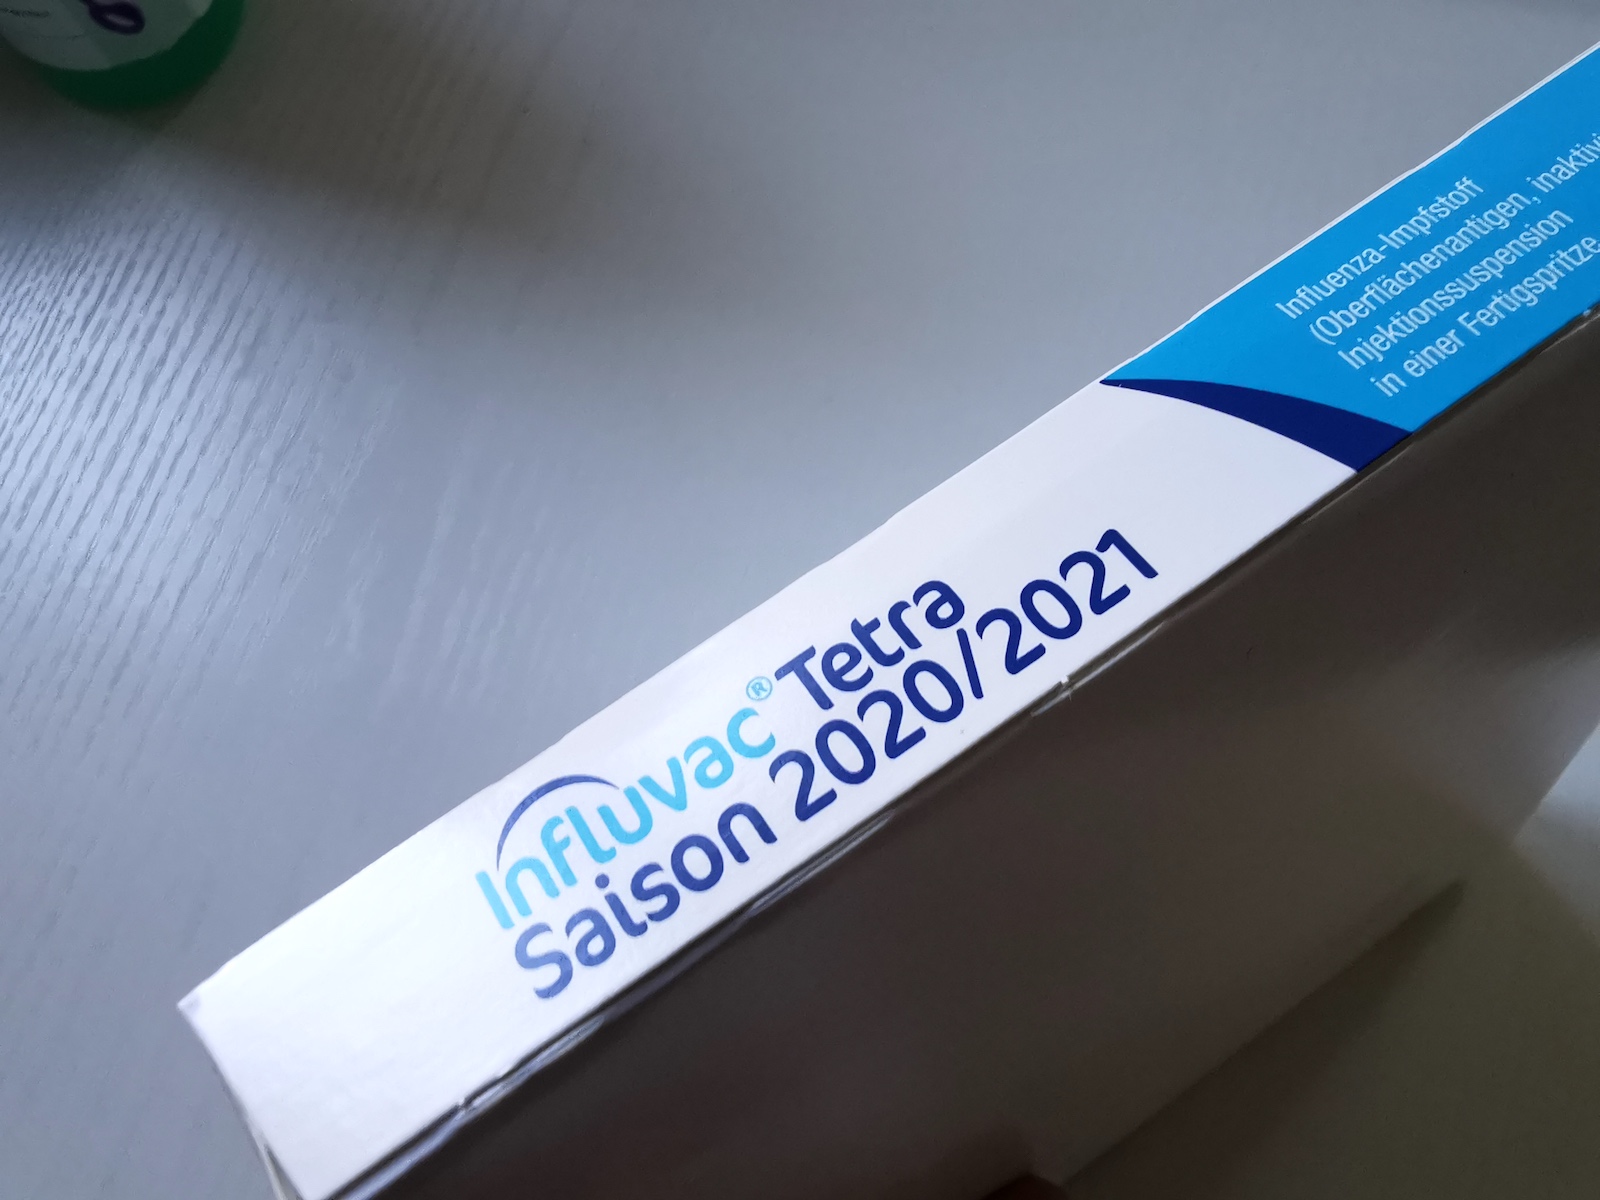 Influvac® Tetra
Saison 2020/2021
Influenza-Impfstoff
(Oberflächenantigen,
Injektionssuspension
in einer Fertigspritze